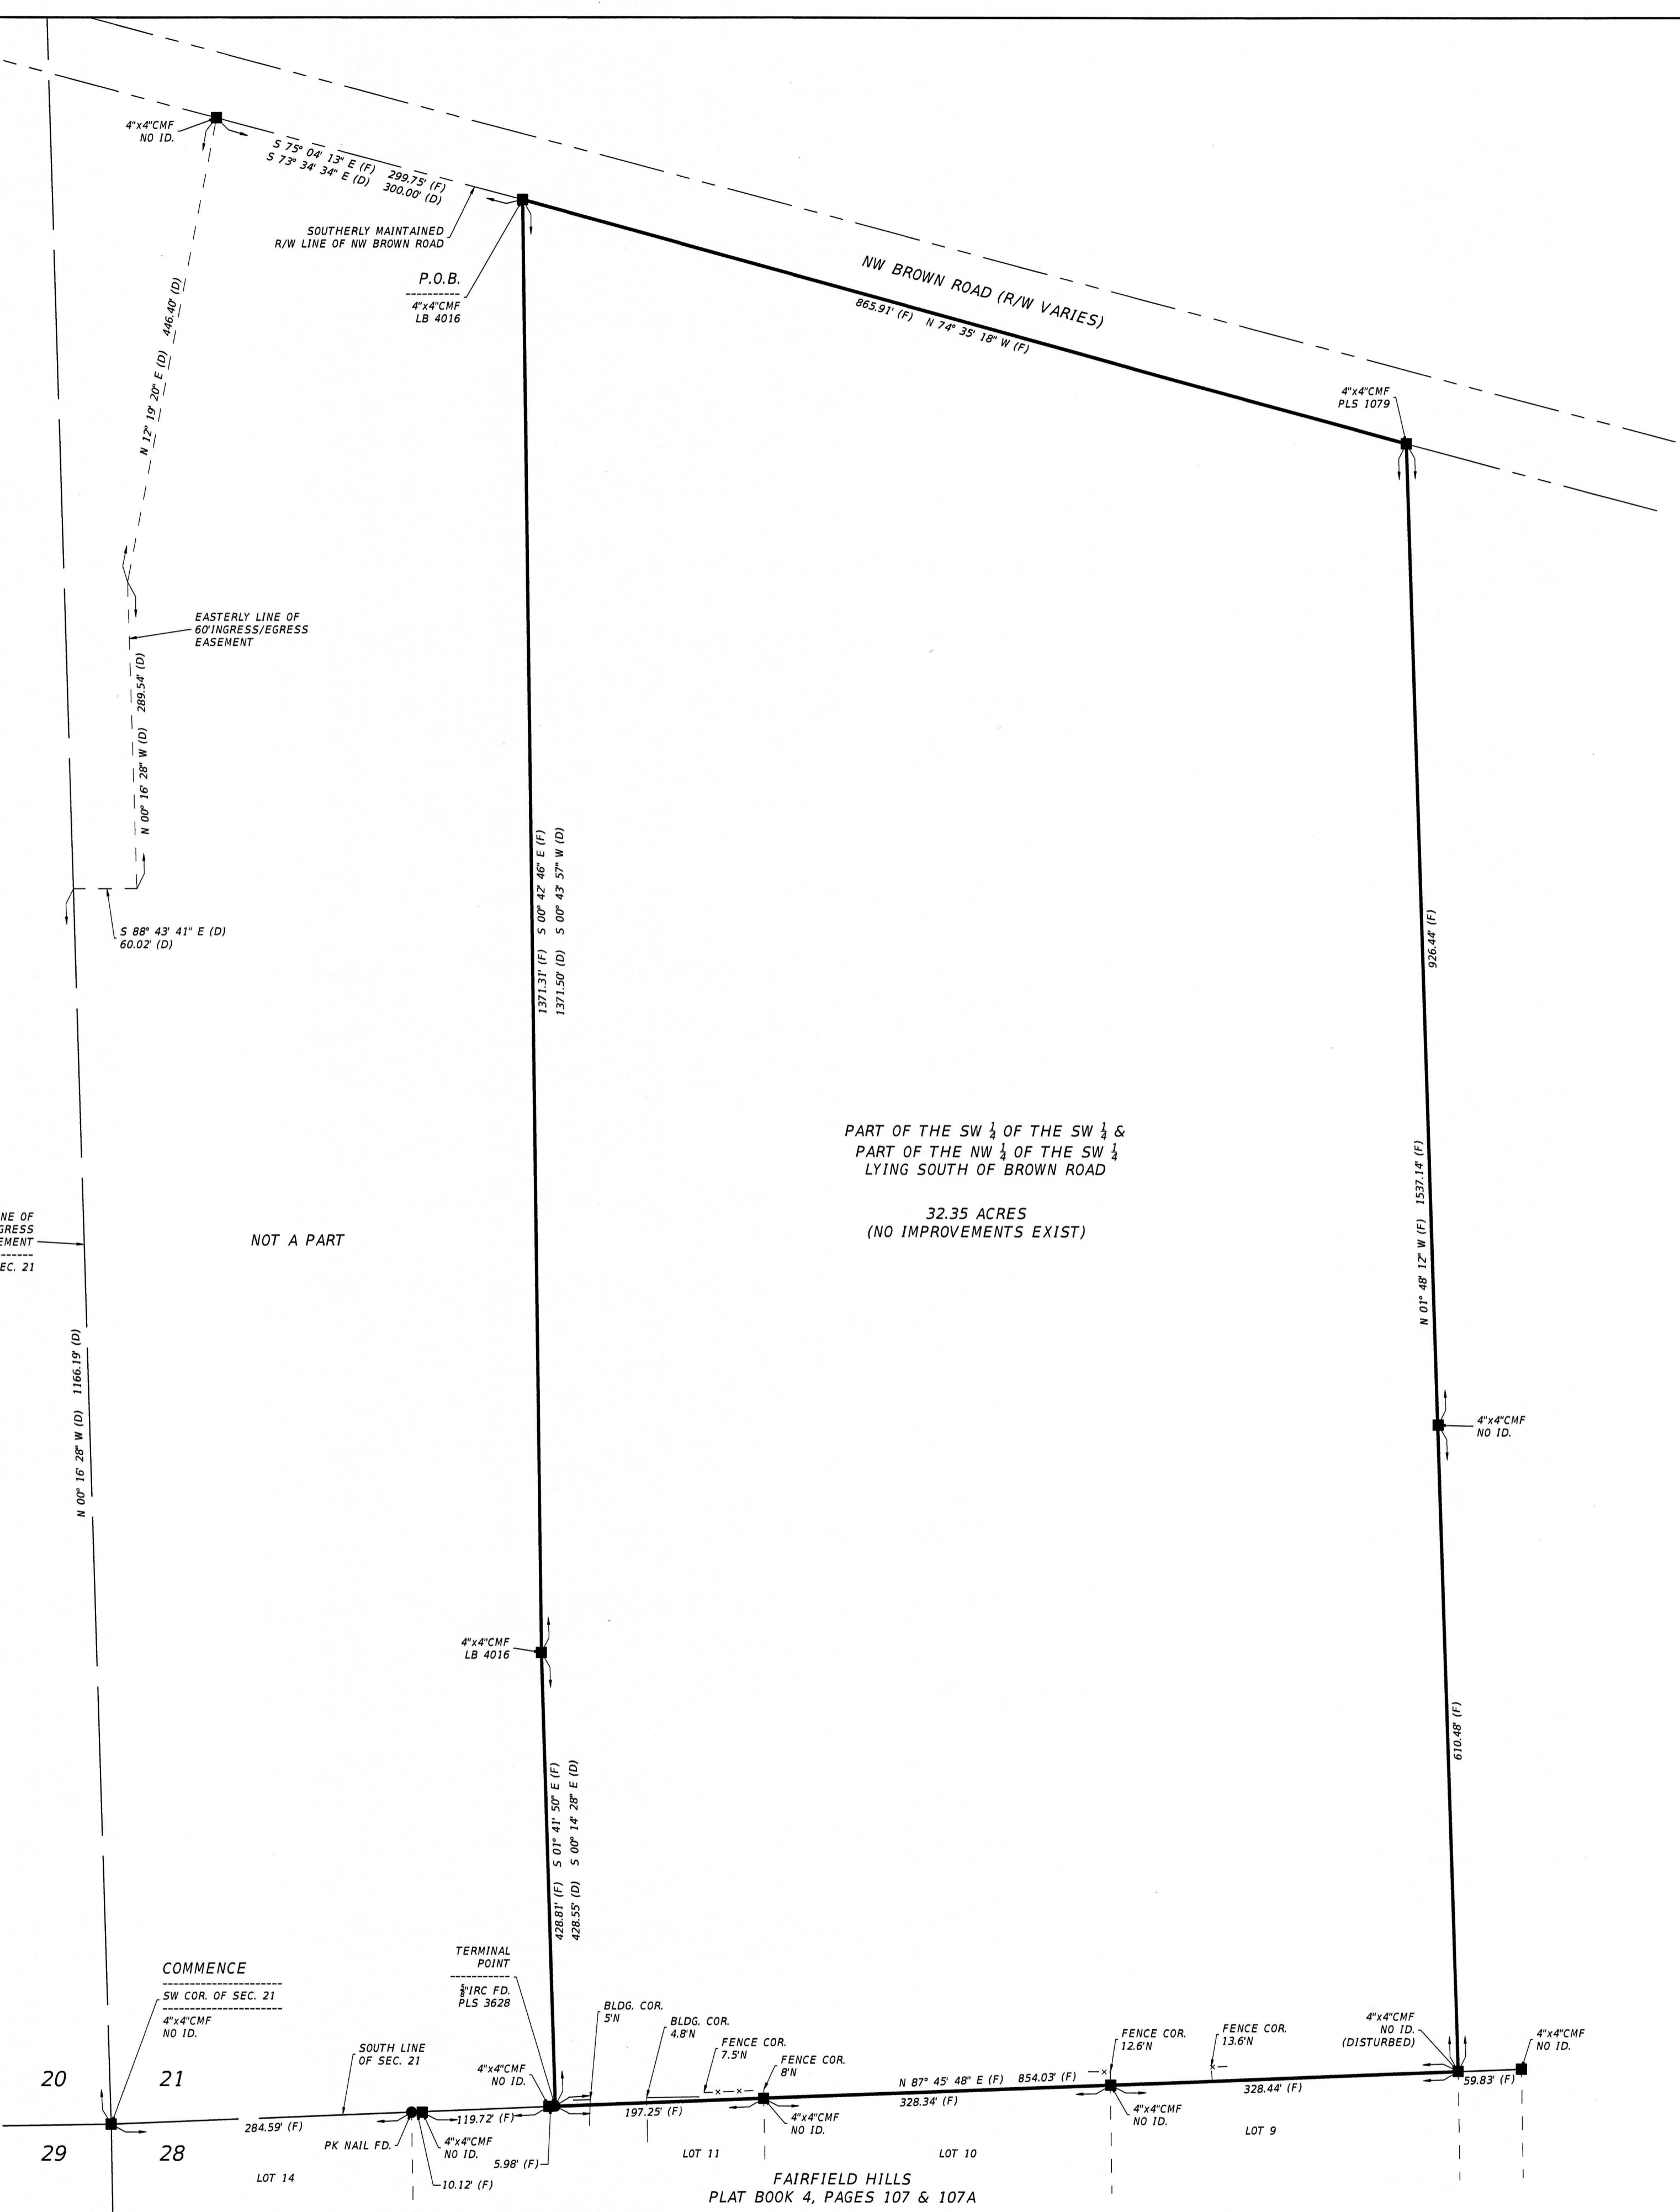 4"x4"CMF
NO ID.
S 75° 04' 13" E (F) 299.75' (F)
S 73° 34' 34" E (D) 300.00' (D)
SOUTHERLY MAINTAINED
R/W LINE OF NW BROWN ROAD
P.O.B.
4"x4"CMF
LB 4016
NW BROWN ROAD (R/W VARIES)
865.91' (F) N 74° 35' 18" W (F)
4"x4"CMF
PLS 1079
N 12° 19' 20" E (D) 446.40' (D)
EASTERLY LINE OF
60'INGRESS/EGRESS
EASEMENT
N 00° 16' 28" W (D) 289.54' (D)
S 88° 43' 41" E (D)
60.02' (D)
1371.31' (F) S 00° 42' 46" E (F)
1371.50' (D) S 00° 43' 57" W (D)
926.44' (F)
PART OF THE SW 1/4 OF THE SW 1/4 &
PART OF THE NW 1/4 OF THE SW 1/4
LYING SOUTH OF BROWN ROAD
32.35 ACRES
(NO IMPROVEMENTS EXIST)
N 01° 48' 12" W (F) 1537.14' (F)
NE OF
GRESS
EMENT
EC. 21
NOT A PART
N 00° 16' 28" W (D) 1166.19' (D)
4"x4"CMF
NO ID.
4"x4"CMF
LB 4016
610.48' (F)
428.81' (F) S 01° 41' 50" E (F)
428.55' (D) S 00° 14' 28" E (D)
COMMENCE
SW COR. OF SEC. 21
4"x4"CMF
NO ID.
TERMINAL
POINT
5/8"IRC FD.
PLS 3628
SOUTH LINE
OF SEC. 21
4"x4"CMF
NO ID.
BLDG. COR.
5'N
BLDG. COR.
4.8'N
FENCE COR.
7.5'N
FENCE COR.
8'N
FENCE COR.
12.6'N
FENCE COR.
13.6'N
4"x4"CMF
NO ID.
(DISTURBED)
4"x4"CMF
NO ID.
20
21
29
28
284.59' (F)
PK NAIL FD.
119.72' (F)
4"x4"CMF
NO ID.
10.12' (F)
5.98' (F)
197.25' (F)
4"x4"CMF
NO ID.
N 87° 45' 48" E (F) 854.03' (F)
328.34' (F)
4"x4"CMF
NO ID.
328.44' (F)
59.83' (F)
LOT 14
LOT 11
LOT 10
LOT 9
FAIRFIELD HILLS
PLAT BOOK 4, PAGES 107 & 107A